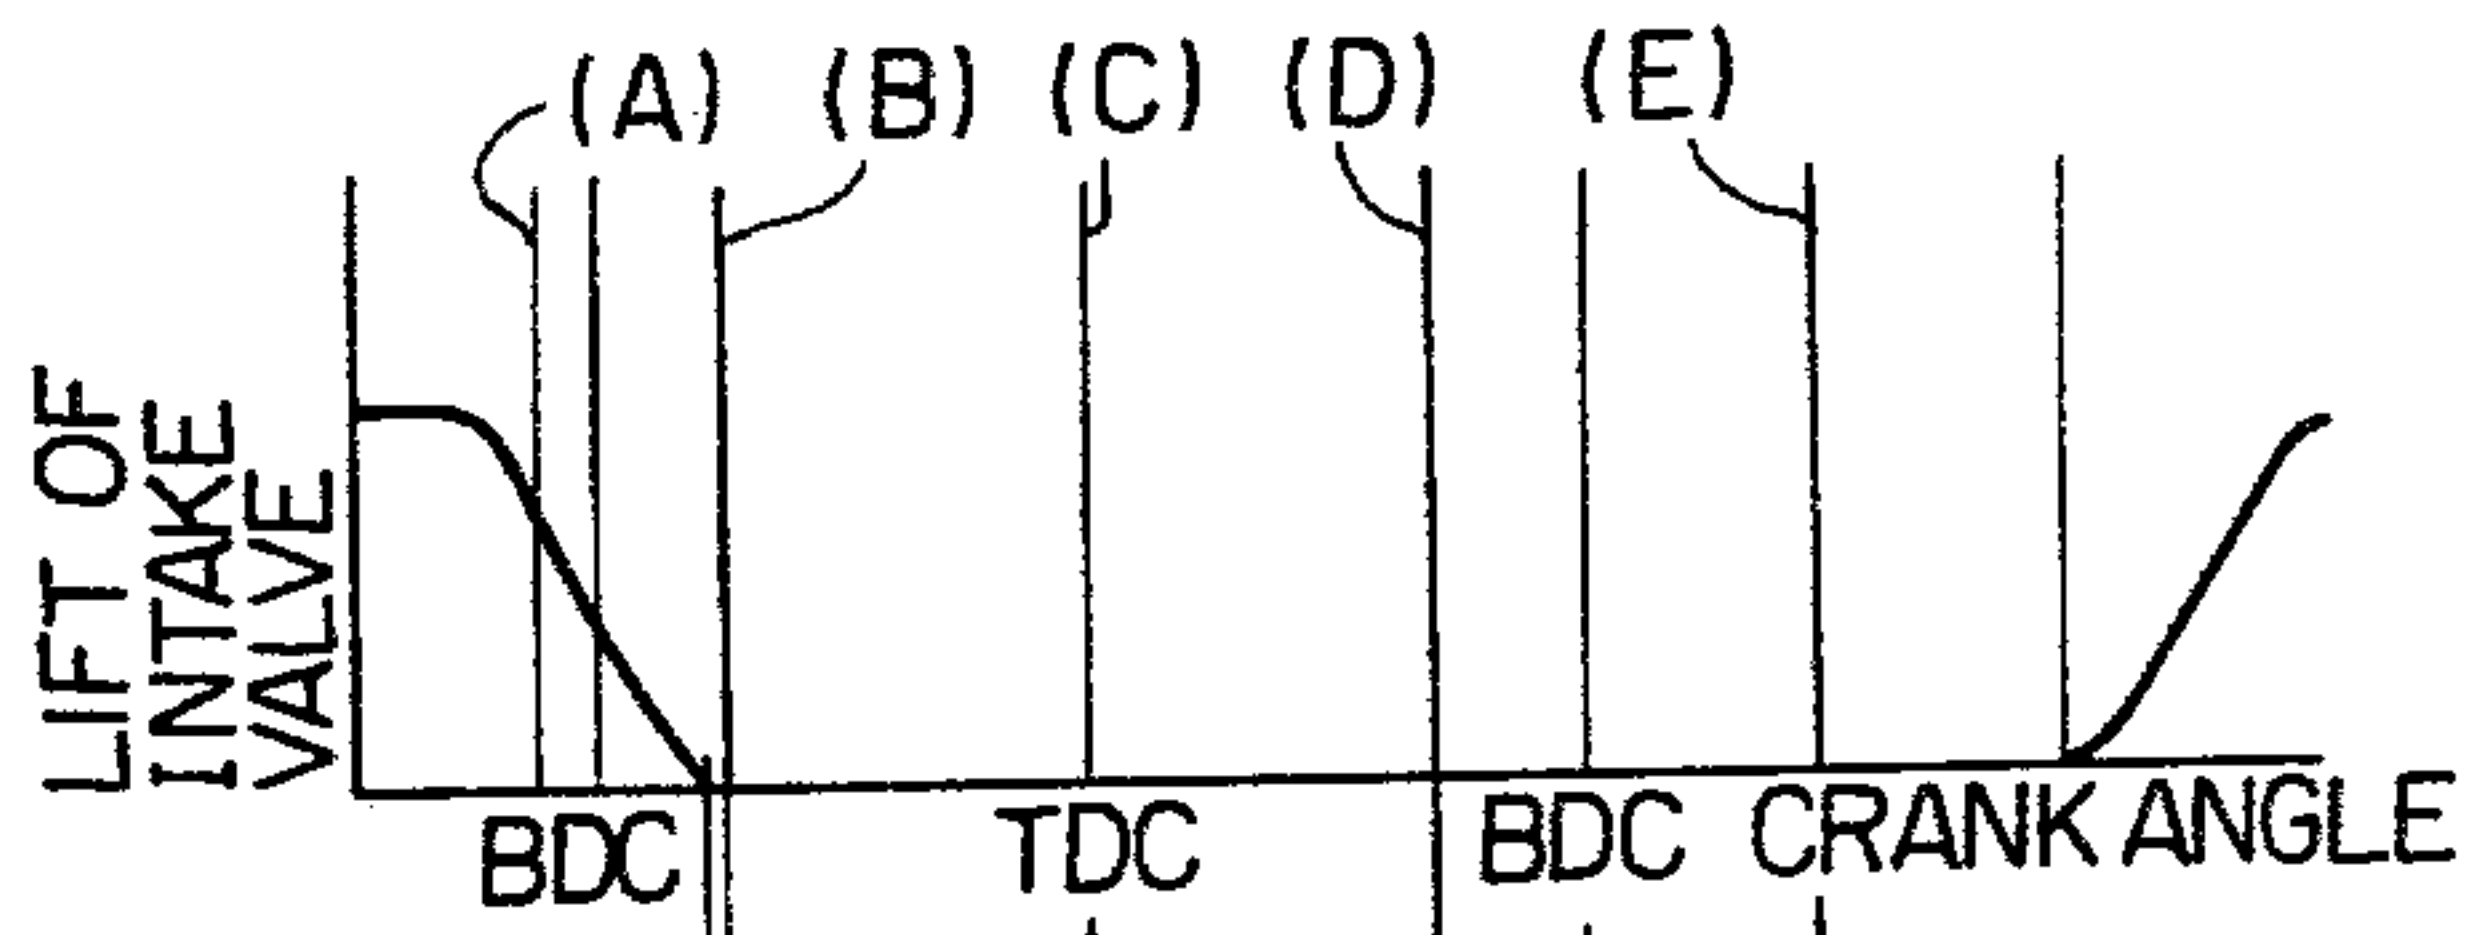 (A) (B) (C) (D) (E)
LIFT OF
INTAKE
VALVE
BDC TDC BDC CRANK ANGLE